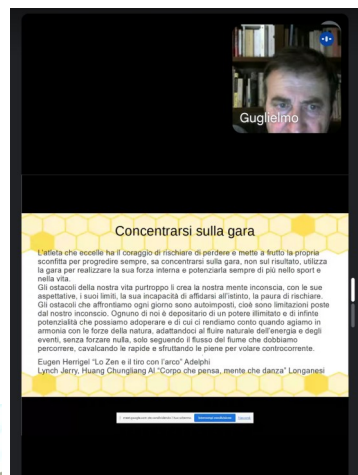 Guglielmo
Concentrarsi sulla gara
L'atleta che eccelle ha il coraggio di rischiare di perdere e mette a frutto la propria
sconfitta per progredire sempre, sa concentrarsi sulla gara, non sul risultato, utilizza
la gara per realizzare la sua forza interna e potenziarla sempre di più nello sport e
nella vita.
Gli ostacoli della nostra vita purtroppo li crea la nostra mente inconscia, con le sue
aspettative, i suoi limiti, la sua incapacità di affidarsi all'istinto, la paura di rischiare.
Gli ostacoli che affrontiamo ogni giorno sono autoimposti, cioè sono limitazioni poste
dal nostro inconscio. Ognuno di noi è depositario di un potere illimitato e di infinte
potenzialità che possiamo adoperare e di cui ci rendiamo conto quando agiamo in
armonia con le forze della natura, adattandoci al fluire naturale dell'energia e degli
eventi, senza forzare nulla, solo seguendo il flusso del fiume che dobbiamo
percorrere, cavalcando le rapide e sfruttando le piene per volare controcorrente.
Eugen Herrigel "Lo Zen e il tiro con l'arco" Adelphi
Lynch Jerry, Huang Chungliang Al "Corpo che pensa, mente che danza" Longanesi